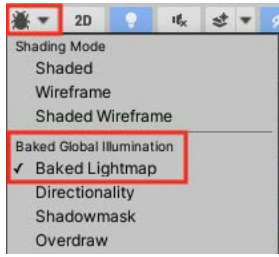 2D
Shading Mode
Shaded
Wireframe
Shaded Wireframe
Baked Global Illumination
✓ Baked Lightmap
Directionality
Shadowmask
Overdraw